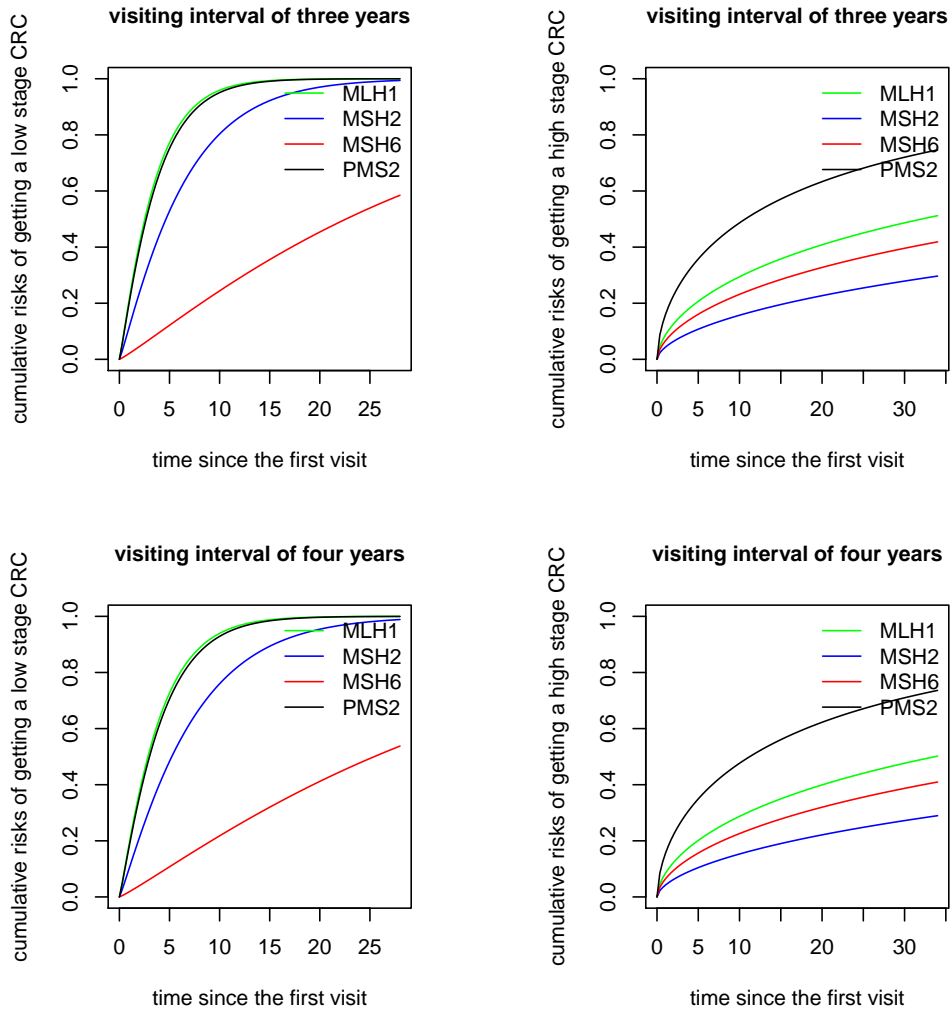 visiting interval of three years
cumulative risks of getting a low stage CRC
1.0
0.8
0.6
0.4
0.2
0.0
MLH1
MSH2
MSH6
PMS2
0 5 10 15 20 25
time since the first visit
visiting interval of three years
cumulative risks of getting a high stage CRC
1.0
0.8
0.6
0.4
0.2
0.0
MLH1
MSH2
MSH6
PMS2
0 5 10 20 30
time since the first visit
visiting interval of four years
cumulative risks of getting a low stage CRC
1.0
0.8
0.6
0.4
0.2
0.0
MLH1
MSH2
MSH6
PMS2
0 5 10 15 20 25
time since the first visit
visiting interval of four years
cumulative risks of getting a high stage CRC
1.0
0.8
0.6
0.4
0.2
0.0
MLH1
MSH2
MSH6
PMS2
0 5 10 20 30
time since the first visit